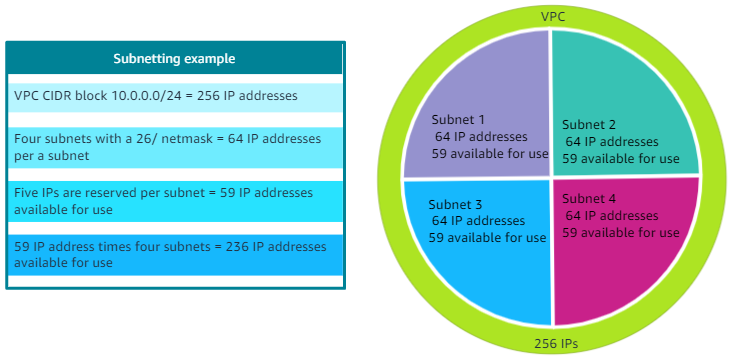 Subnetting example
VPC CIDR block 10.0.0.0/24 = 256 IP addresses
Four subnets with a 26/ netmask = 64 IP addresses
per a subnet
Five IPs are reserved per subnet = 59 IP addresses
available for use
59 IP address times four subnets = 236 IP addresses
available for use
VPC
Subnet 1
64 IP addresses
59 available for use
Subnet 2
64 IP addresses
59 available for use
Subnet 3
64 IP addresses
59 available for use
Subnet 4
64 IP addresses
59 available for use
256 IPs